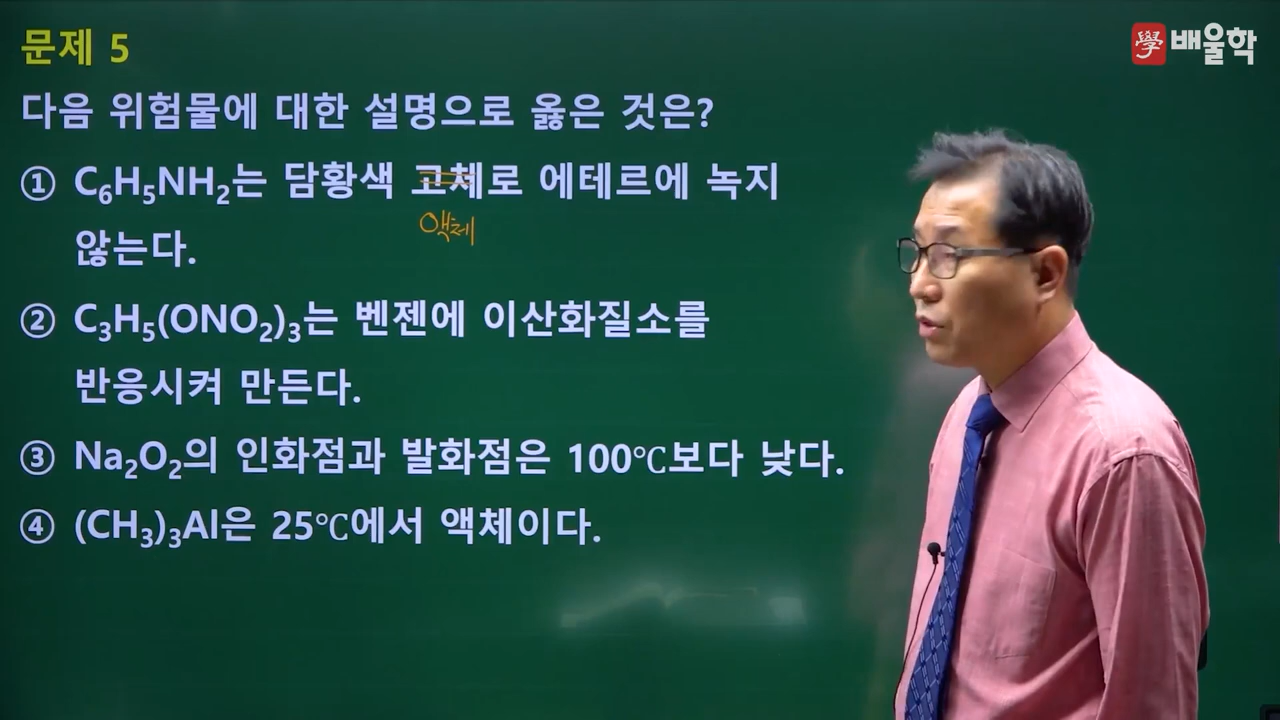 문제 5
學 배울학
다음 위험물에 대한 설명으로 옳은 것은?
① C₆H₅NH₂는 담황색 고체로 에테르에 녹지
액체
않는다.
② C₃H₅(ONO₂)₃는 벤젠에 이산화질소를
반응시켜 만든다.
③ Na₂O₂의 인화점과 발화점은 100℃보다 낮다.
④ (CH₃)₃Al은 25℃에서 액체이다.